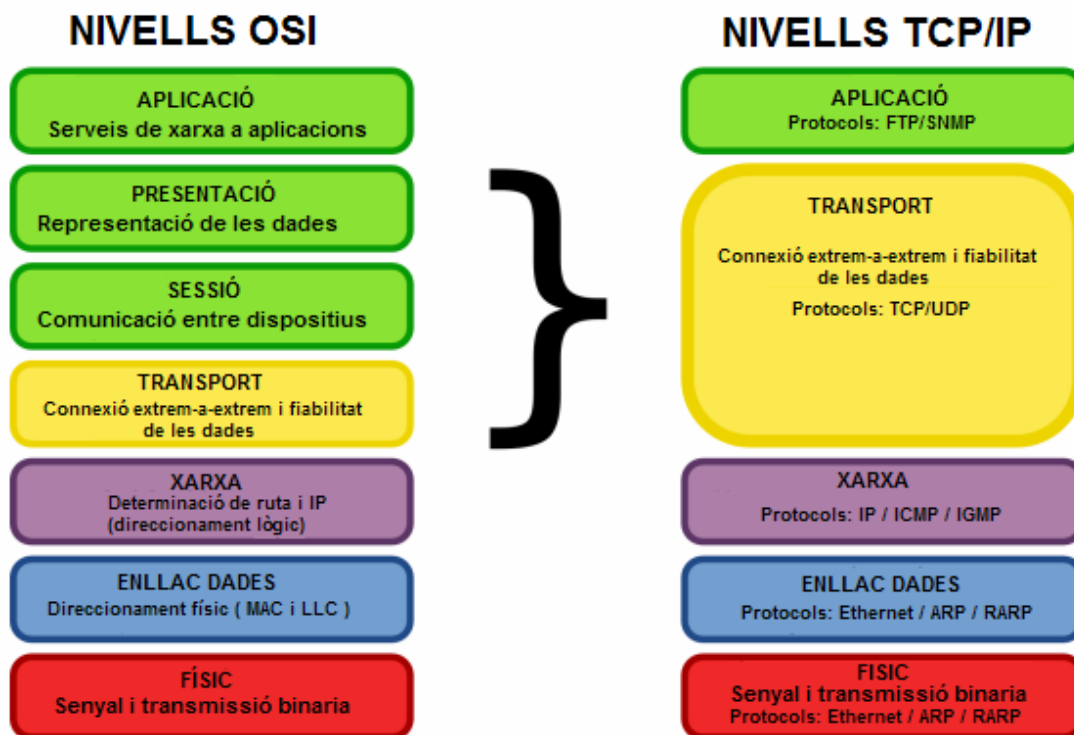 NIVELLS OSI
APLICACIÓ
Serveis de xarxa a aplicacions
PRESENTACIÓ
Representació de les dades
SESSIÓ
Comunicació entre dispositius
TRANSPORT
Connexió extrem-a-extrem i fiabilitat
de les dades
XARXA
Determinació de ruta i IP
(direccionament lògic)
ENLLAC DADES
Direccionament físic ( MAC i LLC )
FÍSIC
Senyal i transmissió binaria
}
NIVELLS TCP/IP
APLICACIÓ
Protocols: FTP/SNMP
TRANSPORT
Connexió extrem-a-extrem i fiabilitat
de les dades
Protocols: TCP/UDP
XARXA
Protocols: IP / ICMP / IGMP
ENLLAC DADES
Protocols: Ethernet / ARP / RARP
FISIC
Senyal i transmissió binaria
Protocols: Ethernet / ARP / RARP